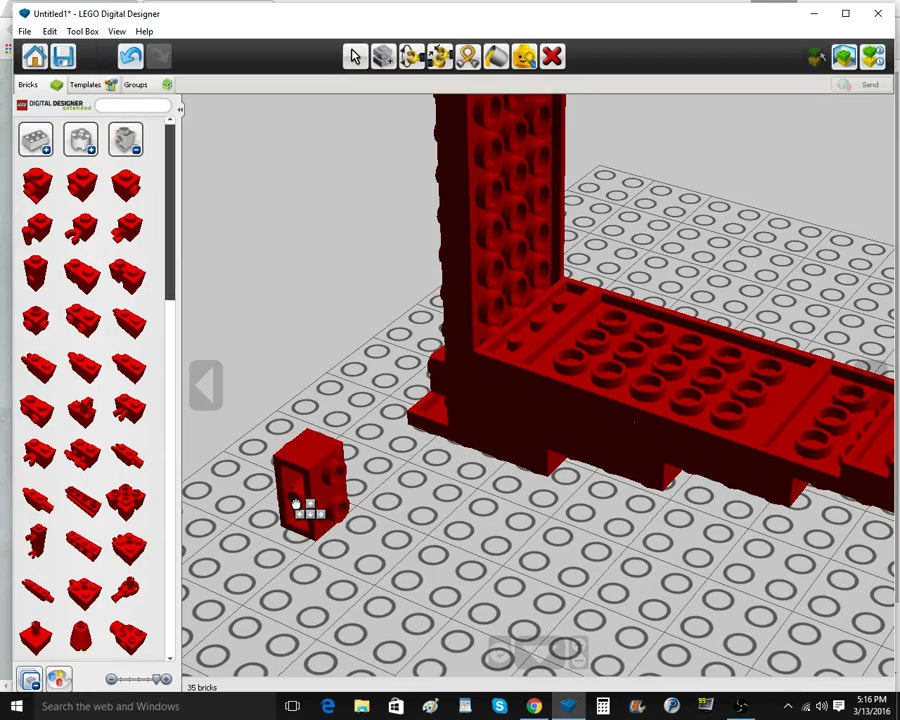 Untitled1* - LEGO Digital Designer
File Edit Tool Box View Help
Bricks Templates Groups Send
LEGO DIGITAL DESIGNER
extended
35 bricks
Search the web and Windows
5:16 PM
3/13/2016